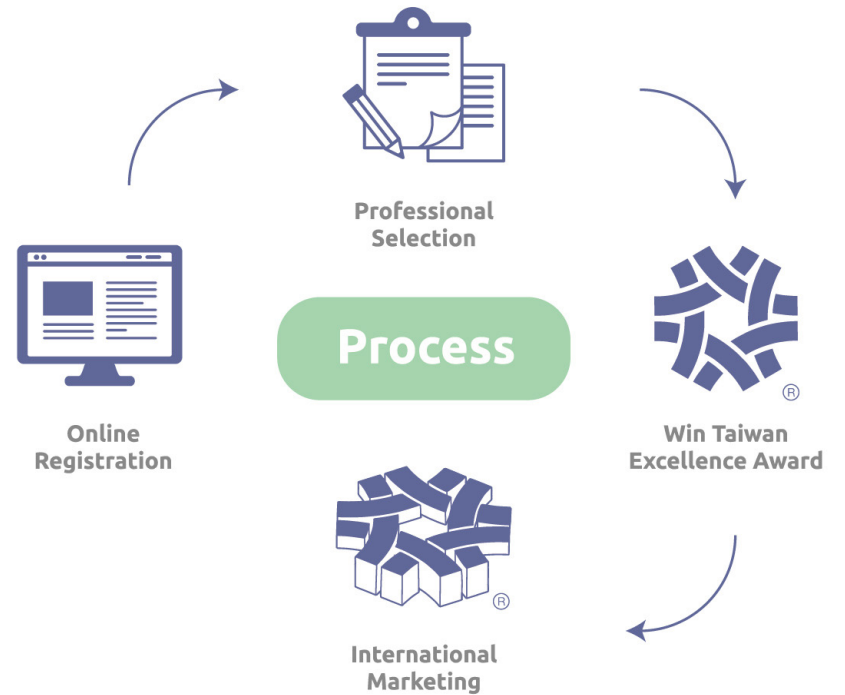 Professional
Selection
Process
Online
Registration
Win Taiwan
Excellence Award
®
®
International
Marketing